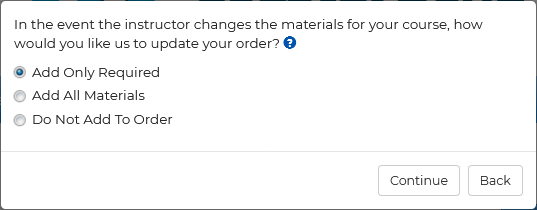 In the event the instructor changes the materials for your course, how
would you like us to update your order? ?
Add Only Required
Add All Materials
Do Not Add To Order
Continue Back